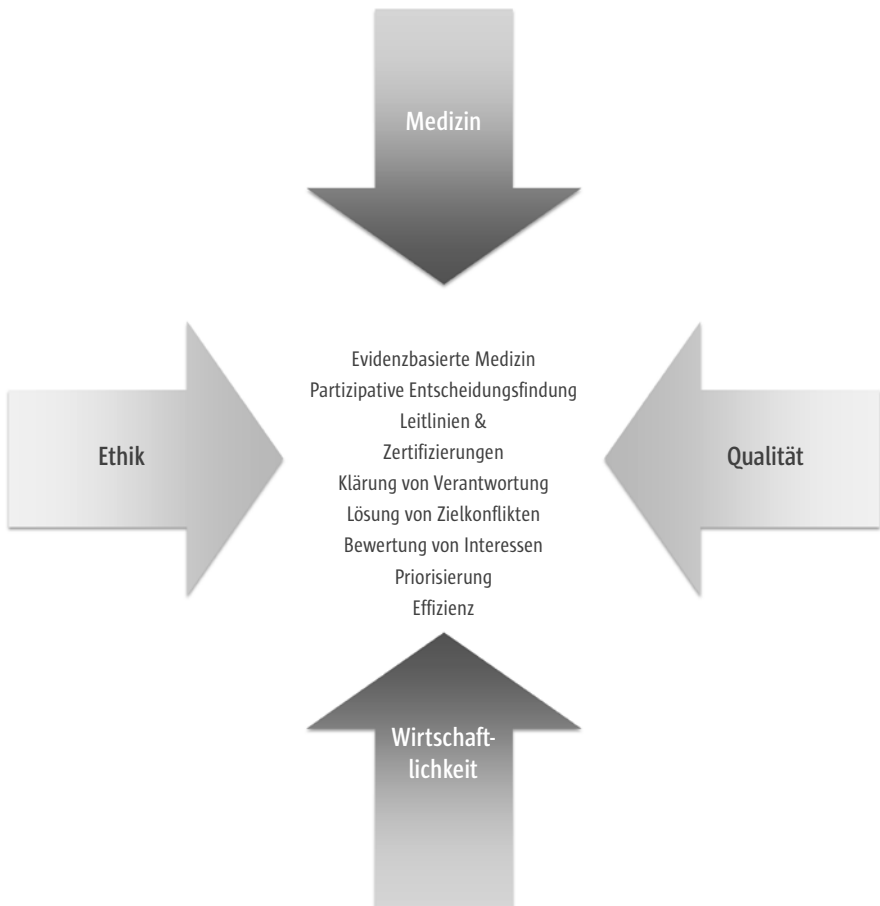 Medizin
Evidenzbasierte Medizin
Partizipative Entscheidungsfindung
Leitlinien &
Zertifizierungen
Klärung von Verantwortung
Lösung von Zielkonflikten
Bewertung von Interessen
Priorisierung
Effizienz
Ethik
Qualität
Wirtschaft-
lichkeit